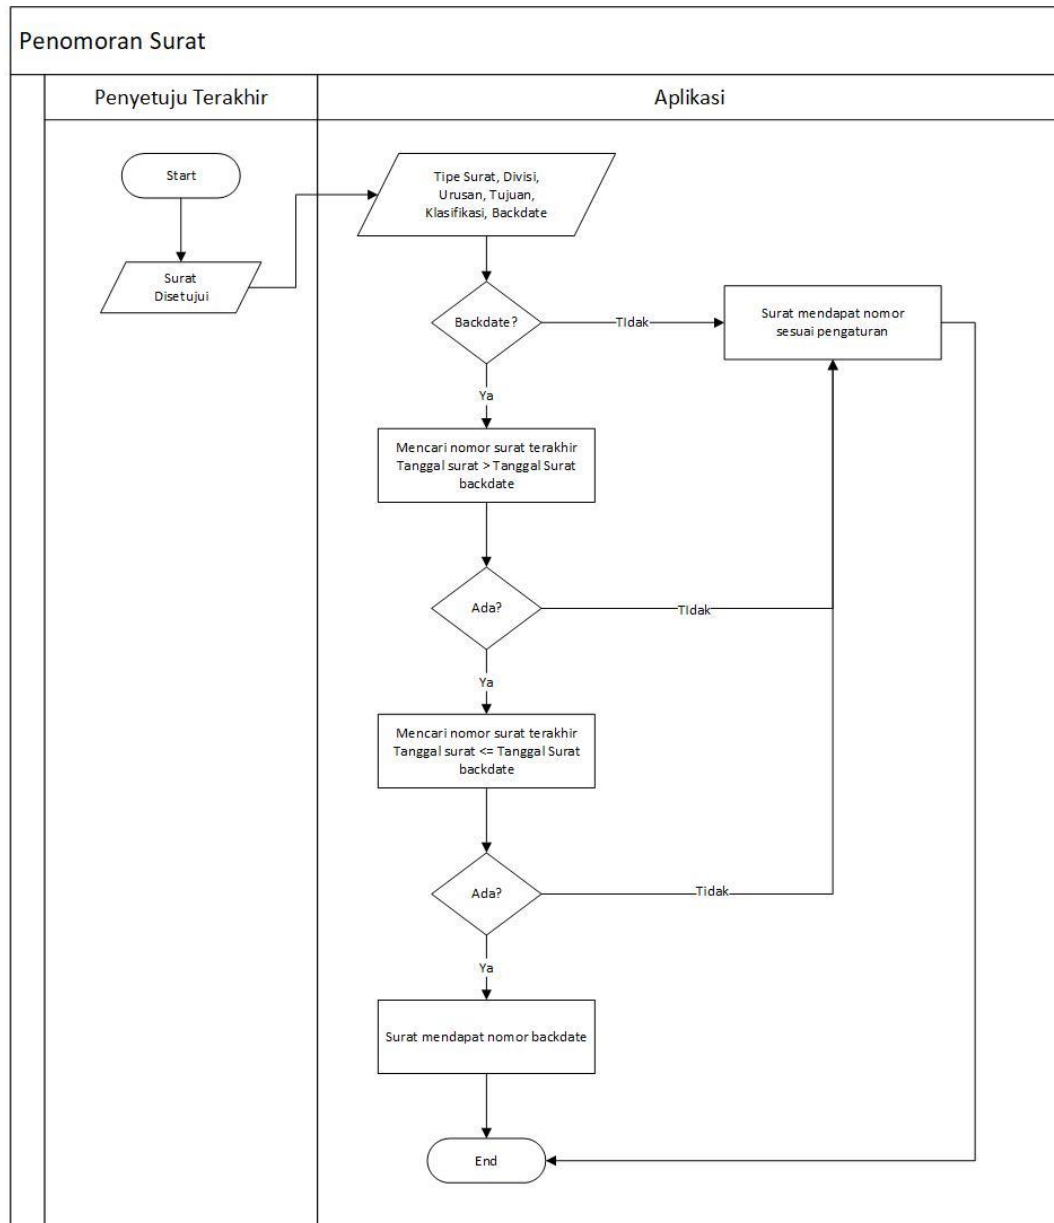 Penomoran Surat
Penyetuju Terakhir
Aplikasi
Start
Tipe Surat, Divisi,
Urusan, Tujuan,
Klasifikasi, Backdate
Surat
Disetujui
Backdate?
TIdak
Surat mendapat nomor
sesuai pengaturan
Ya
Mencari nomor surat terakhir
Tanggal surat > Tanggal Surat
backdate
Ada?
TIdak
Ya
Mencari nomor surat terakhir
Tanggal surat <= Tanggal Surat
backdate
Ada?
Tidak
Ya
Surat mendapat nomor backdate
End